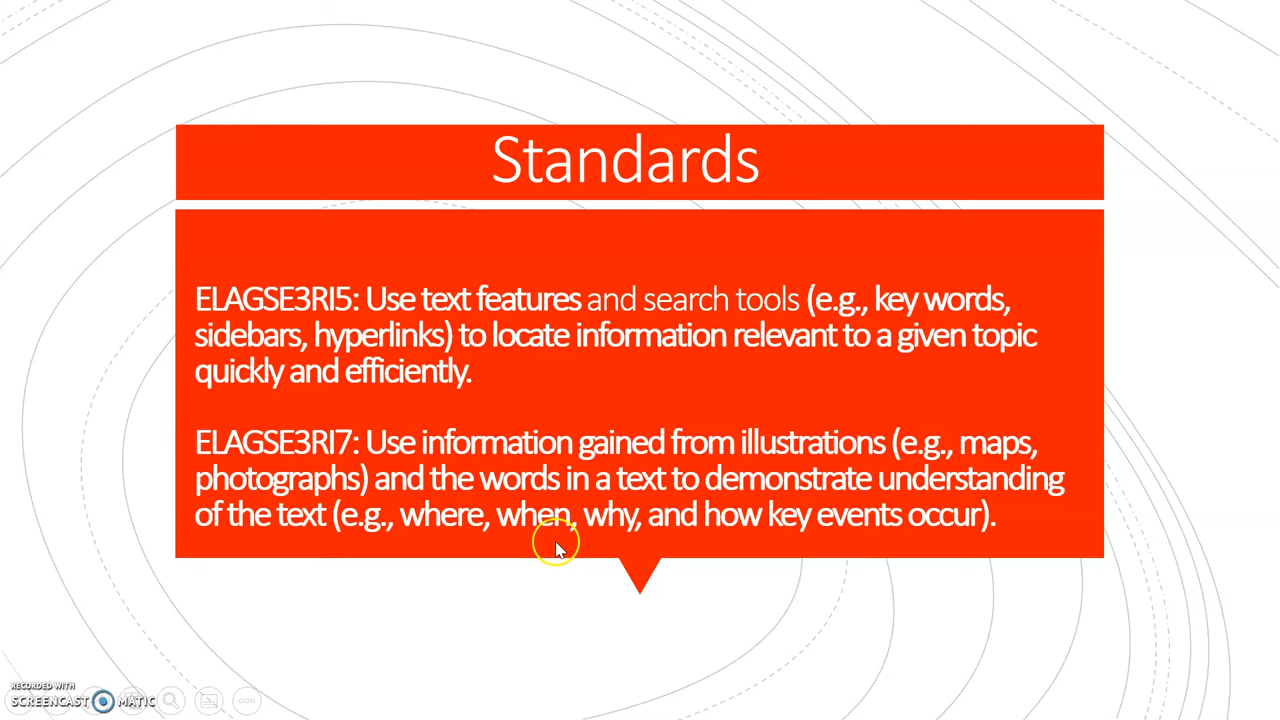 Standards
ELAGSE3RI5: Use text features and search tools (e.g., key words,
sidebars, hyperlinks) to locate information relevant to a given topic
quickly and efficiently.
ELAGSE3RI7: Use information gained from illustrations (e.g., maps,
photographs) and the words in a text to demonstrate understanding
of the text (e.g., where, when, why, and how key events occur).
RECORDED WITH
SCREENCAST MATIC